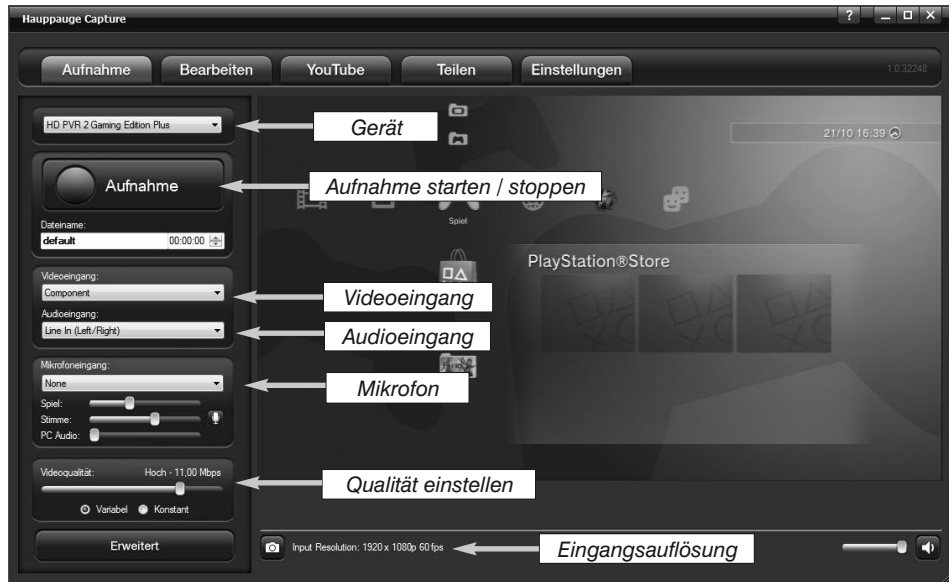 Hauppauge Capture
?
Aufnahme Bearbeiten YouTube Teilen Einstellungen 1.0.32248
HD PVR 2 Gaming Edition Plus
Gerät
21/10 16:39
Aufnahme
Aufnahme starten / stoppen
Spiel
Dateiname:
default 00:00:00
PlayStation®Store
Videoeingang:
Component
Videoeingang
Audioeingang:
Line In (Left/Right)
Audioeingang
Mikrofoneingang:
None
Mikrofon
Spiel:
Stimme:
PC Audio:
Videoqualität: Hoch - 11,00 Mbps
Qualität einstellen
Variabel Konstant
Erweitert
Input Resolution: 1920 x 1080p 60 fps
Eingangsauflösung